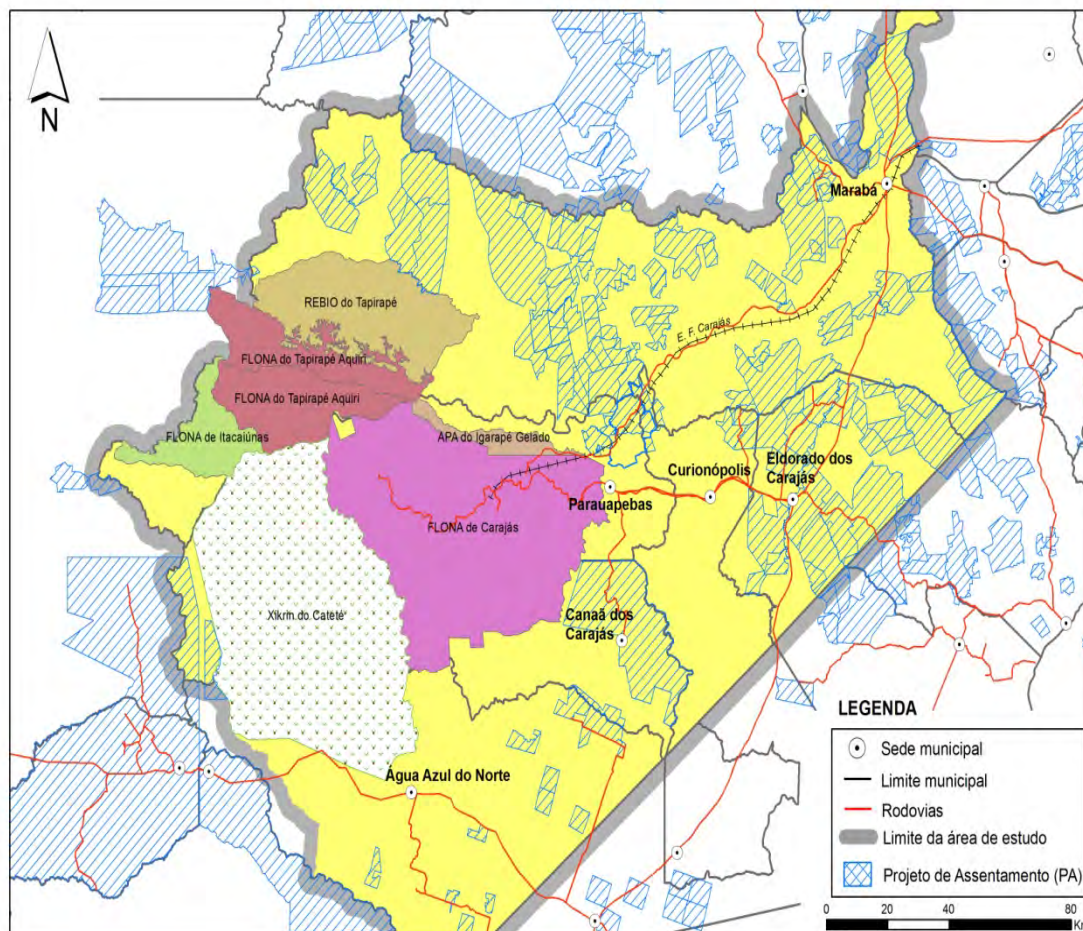 N
Marabá
REBIO do Tapirapé
E. F. Carajás
FLONA do Tapirapé Aquiri
FLONA do Tapirapé Aquiri
FLONA de Itacaiúnas
APA do Igarapé Gelado
Curionópolis
Eldorado dos
Carajás
Parauapebas
FLONA de Carajás
Xikrin do Cateté
Canaã dos
Carajás
Água Azul do Norte
LEGENDA
Sede municipal
Limite municipal
Rodovias
Limite da área de estudo
Projeto de Assentamento (PA)
0 20 40 80
Km